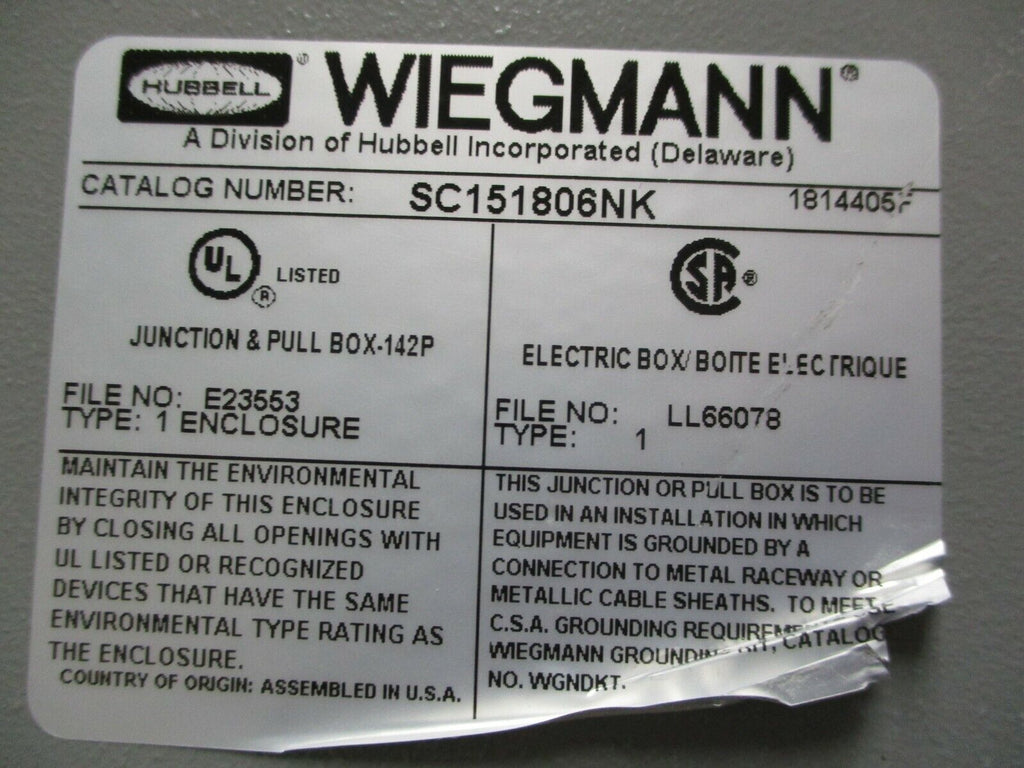 HUBBELL ® WIEGMANN ®
A Division of Hubbell Incorporated (Delaware)
CATALOG NUMBER: SC151806NK 1814405
UL LISTED
®
JUNCTION & PULL BOX-142P
FILE NO: E23553
TYPE: 1 ENCLOSURE
MAINTAIN THE ENVIRONMENTAL
INTEGRITY OF THIS ENCLOSURE
BY CLOSING ALL OPENINGS WITH
UL LISTED OR RECOGNIZED
DEVICES THAT HAVE THE SAME
ENVIRONMENTAL TYPE RATING AS
THE ENCLOSURE.
COUNTRY OF ORIGIN: ASSEMBLED IN U.S.A.
SA ®
ELECTRIC BOX/ BOITE ELECTRIQUE
FILE NO: LL66078
TYPE: 1
THIS JUNCTION OR PULL BOX IS TO BE
USED IN AN INSTALLATION IN WHICH
EQUIPMENT IS GROUNDED BY A
CONNECTION TO METAL RACEWAY OR
METALLIC CABLE SHEATHS. TO
C.S.A. GROUNDING
WIEGMANN CATALOG
NO. WGNDKT.